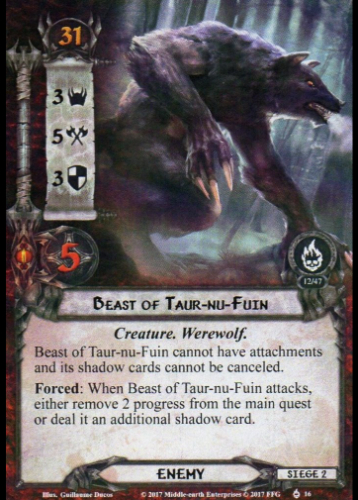 31
3
5
3
5
12/47
BEAST OF TAUR-NU-FUIN
Creature. Werewolf.
Beast of Taur-nu-Fuin cannot have attachments
and its shadow cards cannot be canceled.
Forced: When Beast of Taur-nu-Fuin attacks,
either remove 2 progress from the main quest
or deal it an additional shadow card.
ENEMY
SIEGE 2
Illus. Guillaume Ducos
© 2017 Middle-earth Enterprises © 2017 FFG
16